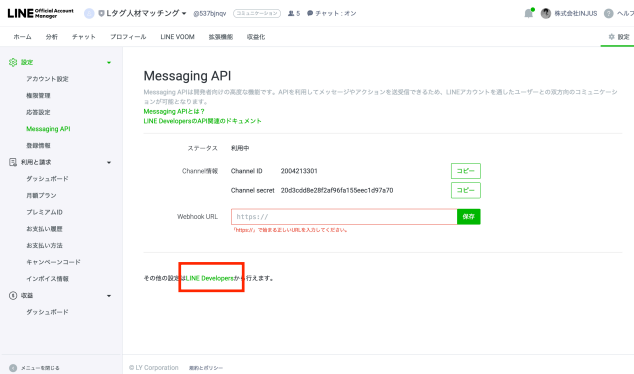 LINE Official Account Manager
Lタグ人材マッチング @537bjnqv コミュニケーション 5 チャット：オン
株式会社INJUS ? ヘルプ
ホーム 分析 チャット プロフィール LINE VOOM 拡張機能 収益化 設定
設定
アカウント設定
権限管理
応答設定
Messaging API
登録情報
利用と請求
ダッシュボード
月額プラン
プレミアムID
お支払い履歴
お支払い方法
キャンペーンコード
インボイス情報
収益
ダッシュボード
メニューを閉じる
Messaging API
Messaging APIは開発者向けの高度な機能です。APIを利用してメッセージやアクションを送受信できるため、LINEアカウントを通したユーザーとの双方向のコミュニケーシ
ョンが可能となります。
Messaging APIとは？
LINE DevelopersのAPI関連のドキュメント
ステータス 利用中
Channel情報 Channel ID 2004213301 コピー
Channel secret 20d3cdd8e28f2af96fa155eec1d97a70 コピー
Webhook URL https:// 保存
「https://」で始まる正しいURLを入力してください。
その他の設定はLINE Developersから行えます。
© LY Corporation 規約とポリシー